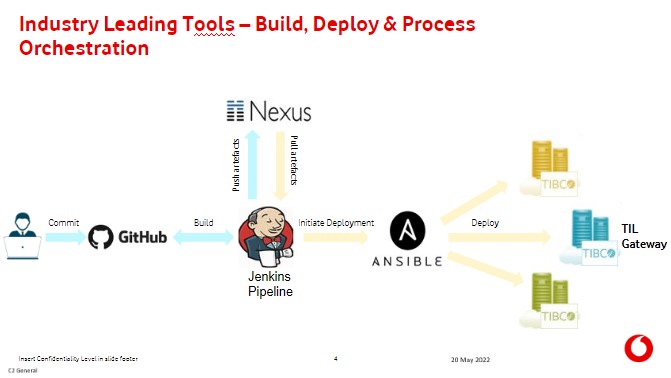 Industry Leading Tools – Build, Deploy & Process
Orchestration
Nexus
Push artefacts
Pull artefacts
Commit
GitHub
Build
Jenkins
Pipeline
Initiate Deployment
ANSIBLE
Deploy
TIBCO
TIBCO
TIBCO
TIL
Gateway
Insert Confidentiality Level in slide footer
4
20 May 2022
C2 General